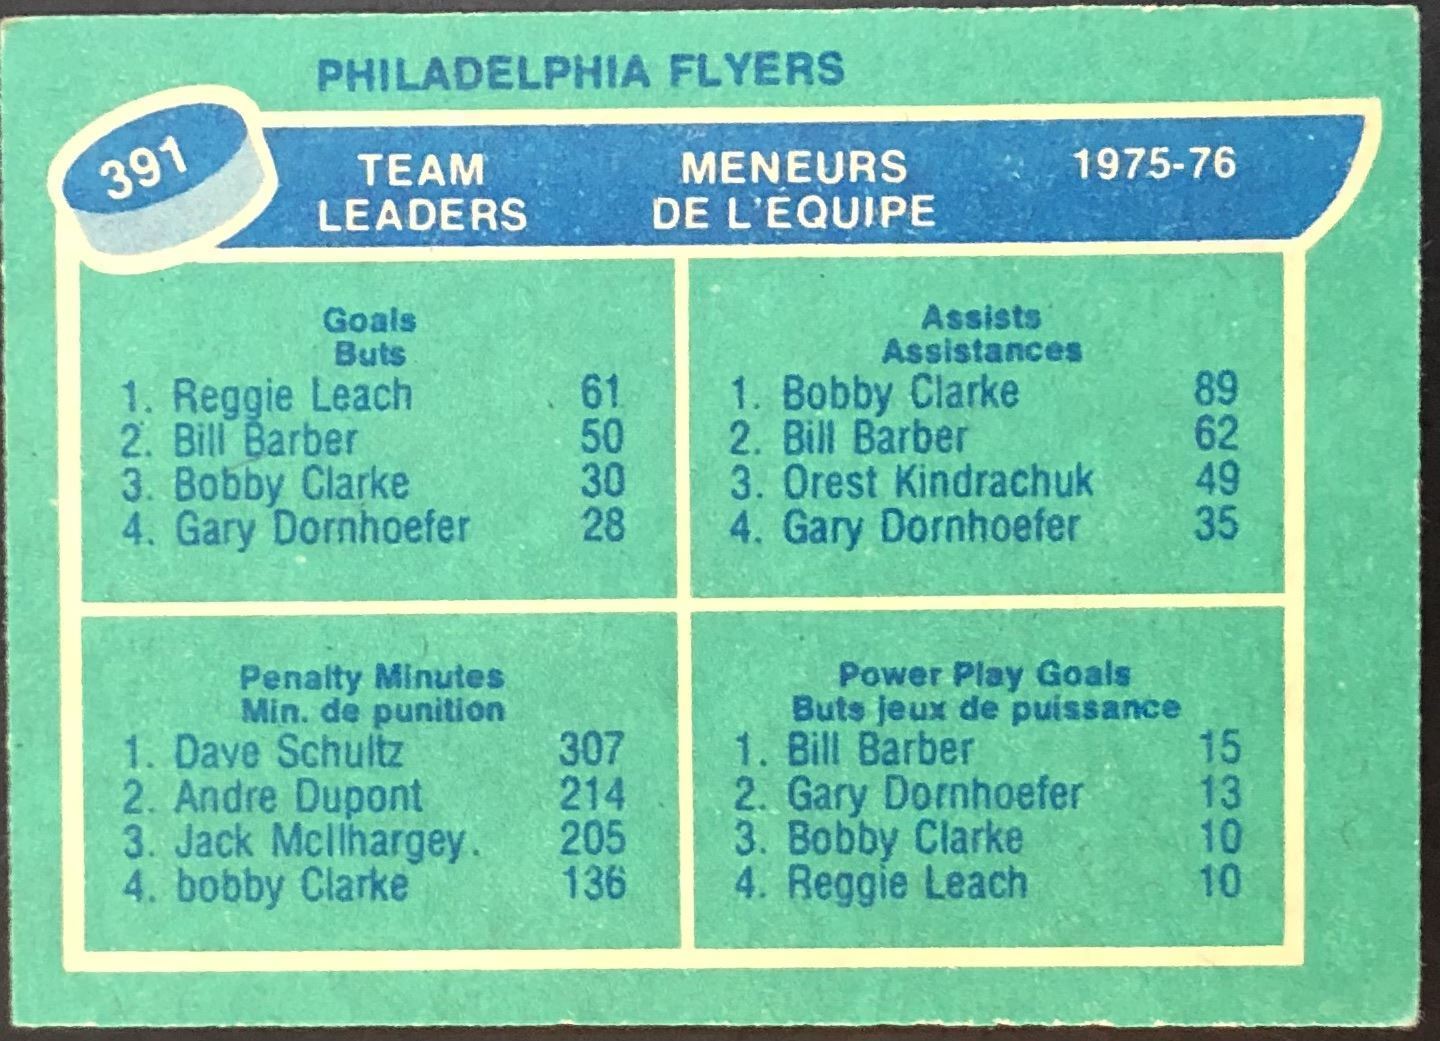 PHILADELPHIA FLYERS
391
TEAM LEADERS
MENEURS DE L'EQUIPE
1975-76
Goals
Buts
1. Reggie Leach 61
2. Bill Barber 50
3. Bobby Clarke 30
4. Gary Dornhoefer 28
Assists
Assistances
1. Bobby Clarke 89
2. Bill Barber 62
3. Orest Kindrachuk 49
4. Gary Dornhoefer 35
Penalty Minutes
Min. de punition
1. Dave Schultz 307
2. Andre Dupont 214
3. Jack McIlhargey. 205
4. bobby Clarke 136
Power Play Goals
Buts jeux de puissance
1. Bill Barber 15
2. Gary Dornhoefer 13
3. Bobby Clarke 10
4. Reggie Leach 10